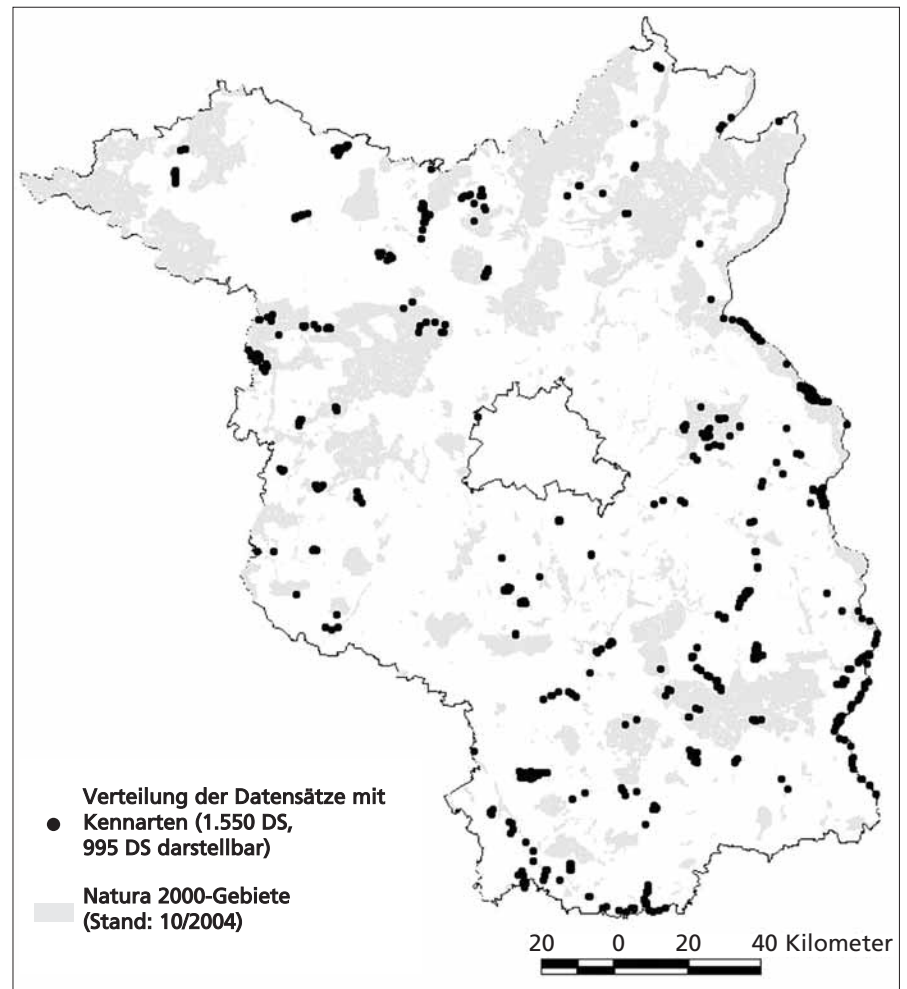 Verteilung der Datensätze mit
Kennarten (1.550 DS,
995 DS darstellbar)
Natura 2000-Gebiete
(Stand: 10/2004)
20 0 20 40 Kilometer